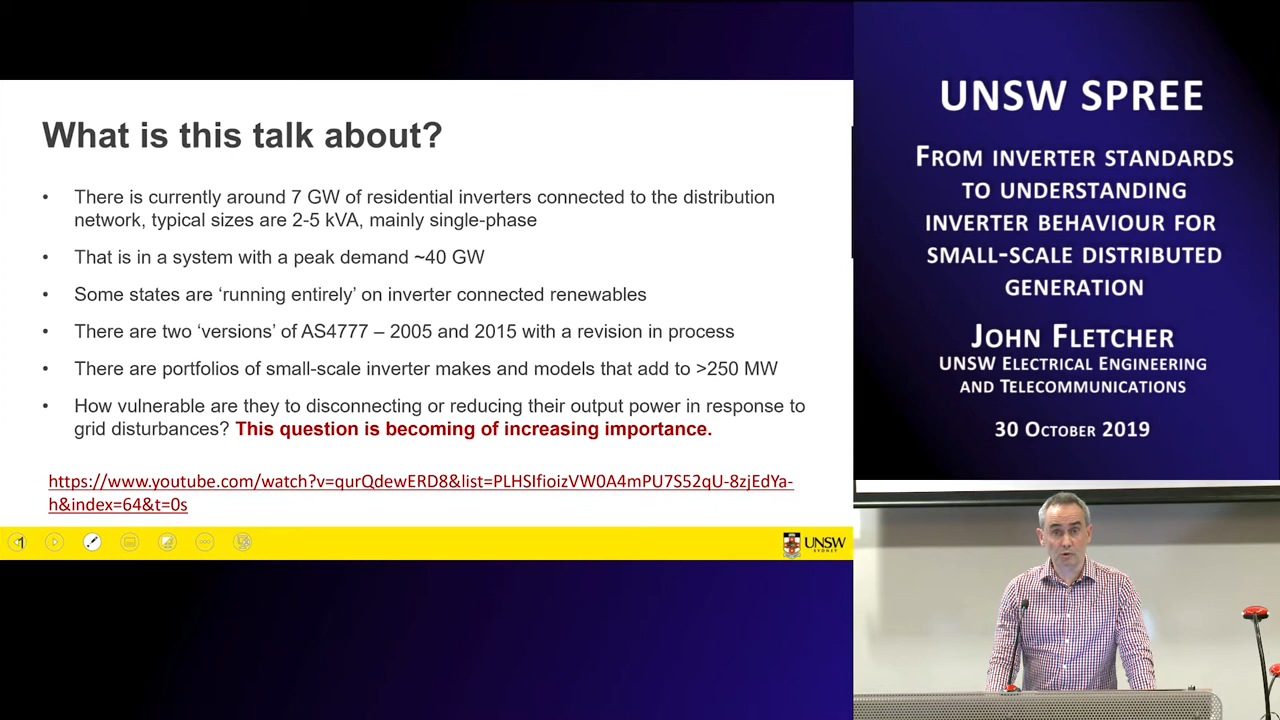 What is this talk about?
• There is currently around 7 GW of residential inverters connected to the distribution
network, typical sizes are 2-5 kVA, mainly single-phase
• That is in a system with a peak demand ~40 GW
• Some states are ‘running entirely’ on inverter connected renewables
• There are two ‘versions’ of AS4777 – 2005 and 2015 with a revision in process
• There are portfolios of small-scale inverter makes and models that add to >250 MW
• How vulnerable are they to disconnecting or reducing their output power in response to
grid disturbances? This question is becoming of increasing importance.
https://www.youtube.com/watch?v=qurQdewERD8&list=PLHSIfioizVW0A4mPU7S52qU-8zjEdYa-
h&index=64&t=0s
1
UNSW
SYDNEY
UNSW SPREE
FROM INVERTER STANDARDS
TO UNDERSTANDING
INVERTER BEHAVIOUR FOR
SMALL-SCALE DISTRIBUTED
GENERATION
JOHN FLETCHER
UNSW ELECTRICAL ENGINEERING
AND TELECOMMUNICATIONS
30 OCTOBER 2019